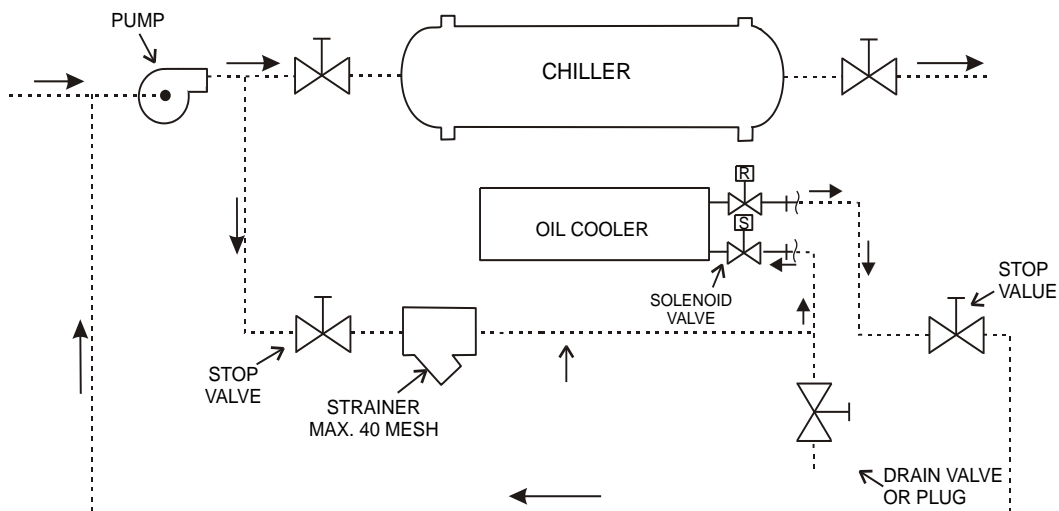 PUMP
CHILLER
R
OIL COOLER
S
SOLENOID
VALVE
STOP
VALUE
STOP
VALVE
STRAINER
MAX. 40 MESH
DRAIN VALVE
OR PLUG